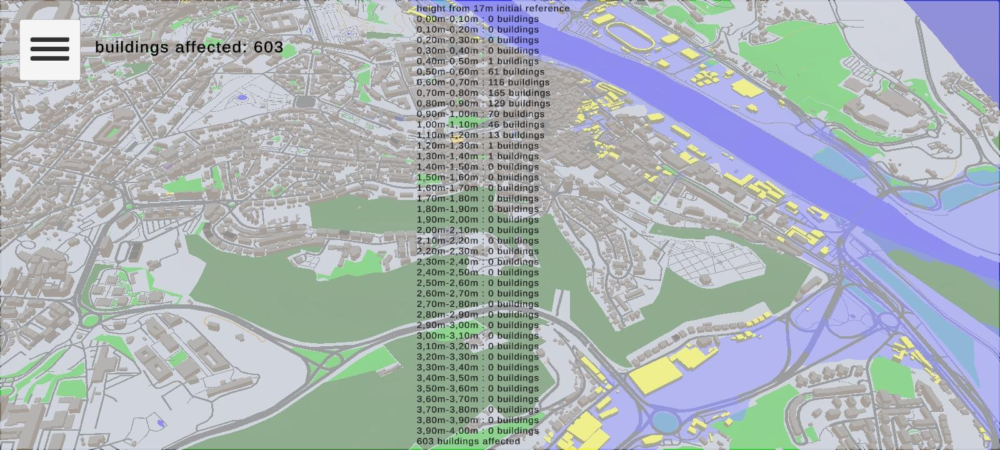 height from 17m initial reference
0,00m-0,10m : 0 buildings
0,10m-0,20m : 0 buildings
0,20m-0,30m : 0 buildings
0,30m-0,40m : 0 buildings
0,40m-0,50m : 1 buildings
0,50m-0,60m : 61 buildings
0,60m-0,70m : 116 buildings
0,70m-0,80m : 165 buildings
0,80m-0,90m : 129 buildings
0,90m-1,00m : 70 buildings
1,00m-1,10m : 46 buildings
1,10m-1,20m : 13 buildings
1,20m-1,30m : 1 buildings
1,30m-1,40m : 1 buildings
1,40m-1,50m : 0 buildings
1,50m-1,60m : 0 buildings
1,60m-1,70m : 0 buildings
1,70m-1,80m : 0 buildings
1,80m-1,90m : 0 buildings
1,90m-2,00m : 0 buildings
2,00m-2,10m : 0 buildings
2,10m-2,20m : 0 buildings
2,20m-2,30m : 0 buildings
2,30m-2,40m : 0 buildings
2,40m-2,50m : 0 buildings
2,50m-2,60m : 0 buildings
2,60m-2,70m : 0 buildings
2,70m-2,80m : 0 buildings
2,80m-2,90m : 0 buildings
2,90m-3,00m : 0 buildings
3,00m-3,10m : 0 buildings
3,10m-3,20m : 0 buildings
3,20m-3,30m : 0 buildings
3,30m-3,40m : 0 buildings
3,40m-3,50m : 0 buildings
3,50m-3,60m : 0 buildings
3,60m-3,70m : 0 buildings
3,70m-3,80m : 0 buildings
3,80m-3,90m : 0 buildings
3,90m-4,00m : 0 buildings
603 buildings affected
buildings affected: 603